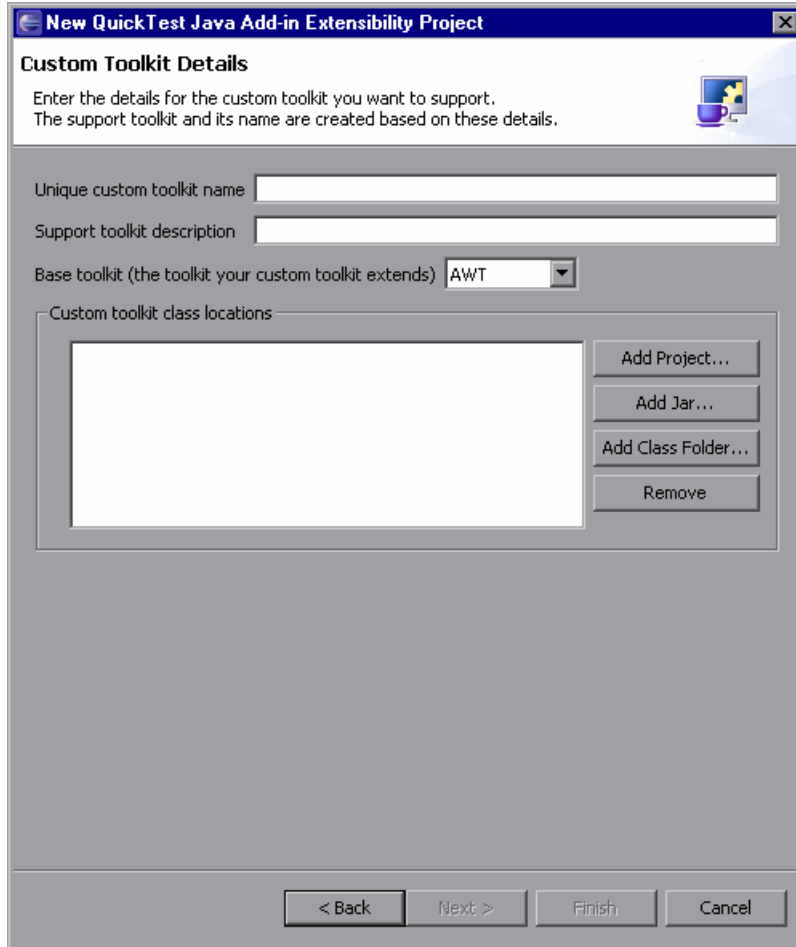 New QuickTest Java Add-in Extensibility Project
Custom Toolkit Details
Enter the details for the custom toolkit you want to support.
The support toolkit and its name are created based on these details.
Unique custom toolkit name
Support toolkit description
Base toolkit (the toolkit your custom toolkit extends) AWT
Custom toolkit class locations
Add Project...
Add Jar...
Add Class Folder...
Remove
< Back Next > Finish Cancel